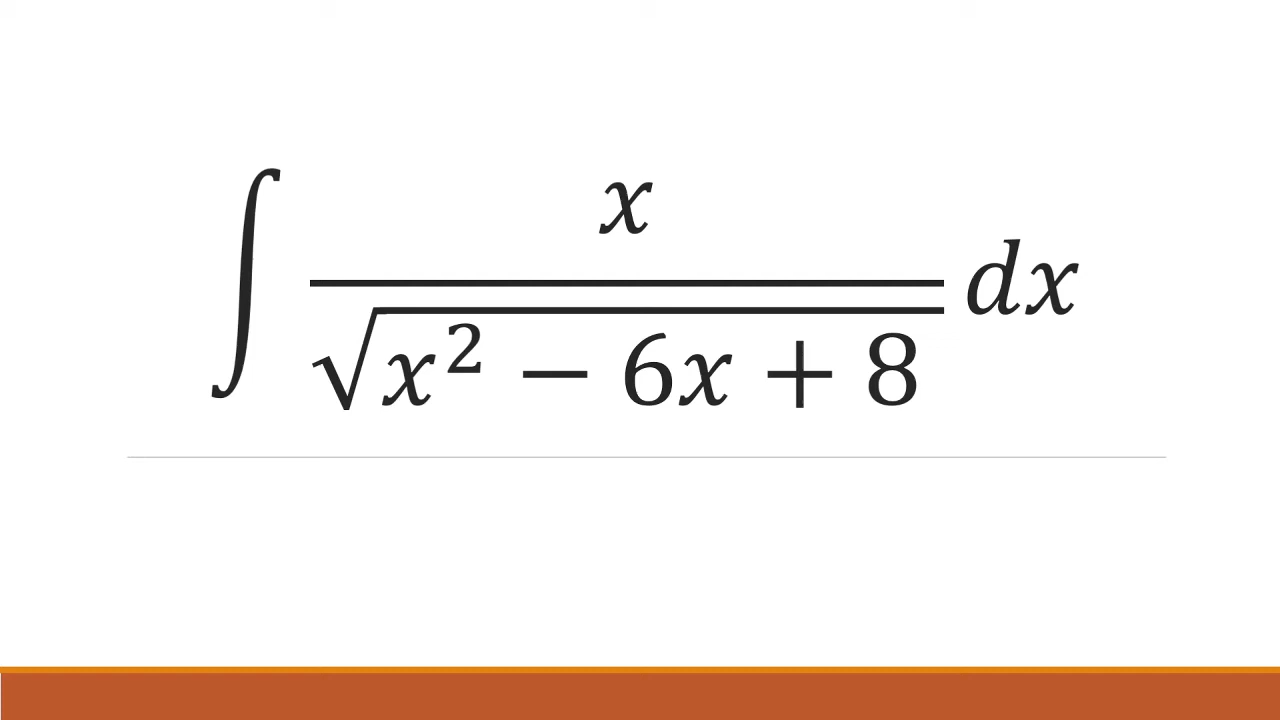 ∫ x / √(x² − 6x + 8) dx